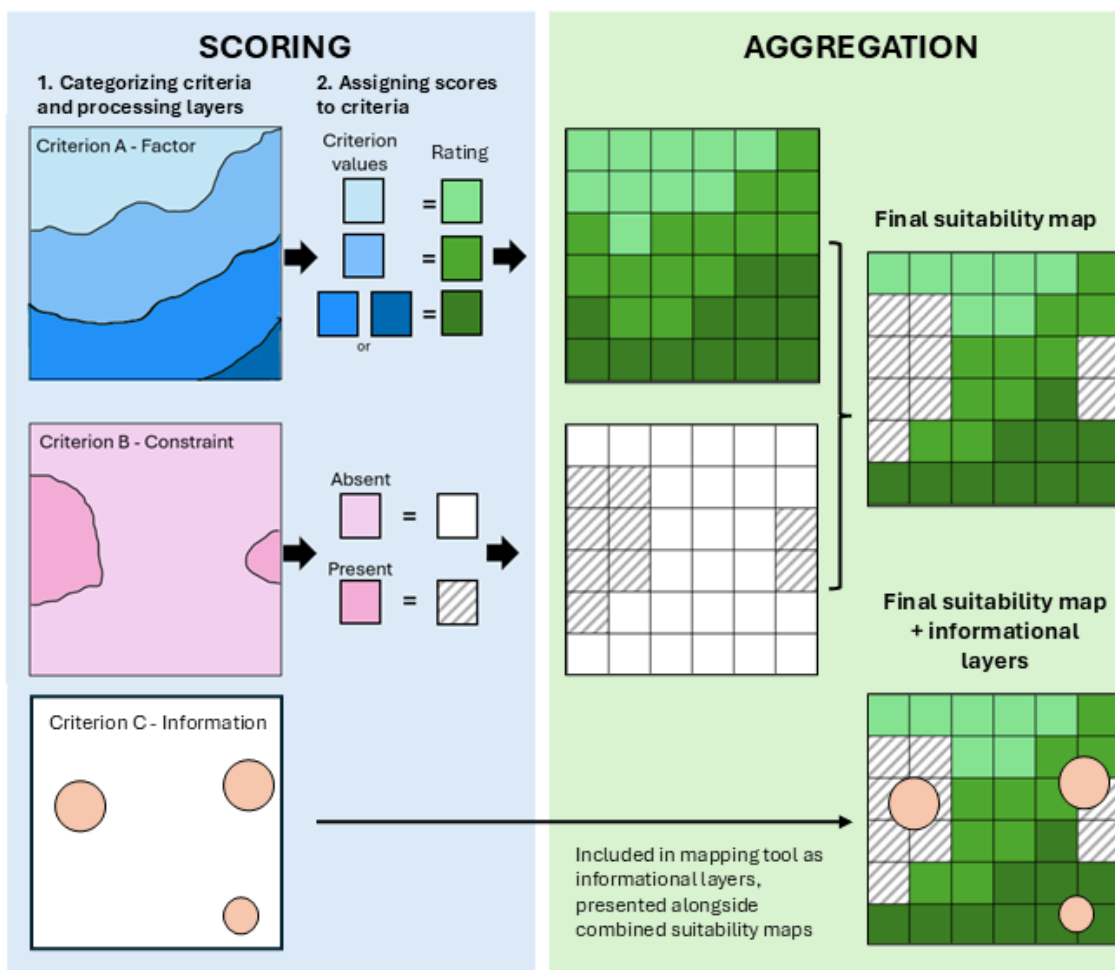 SCORING
1. Categorizing criteria
and processing layers
2. Assigning scores
to criteria
Criterion A - Factor
Criterion
values
Rating
=
=
=
or
Criterion B - Constraint
Absent
=
Present
=
Criterion C - Information
AGGREGATION
Final suitability map
Final suitability map
+ informational
layers
Included in mapping tool as
informational layers,
presented alongside
combined suitability maps